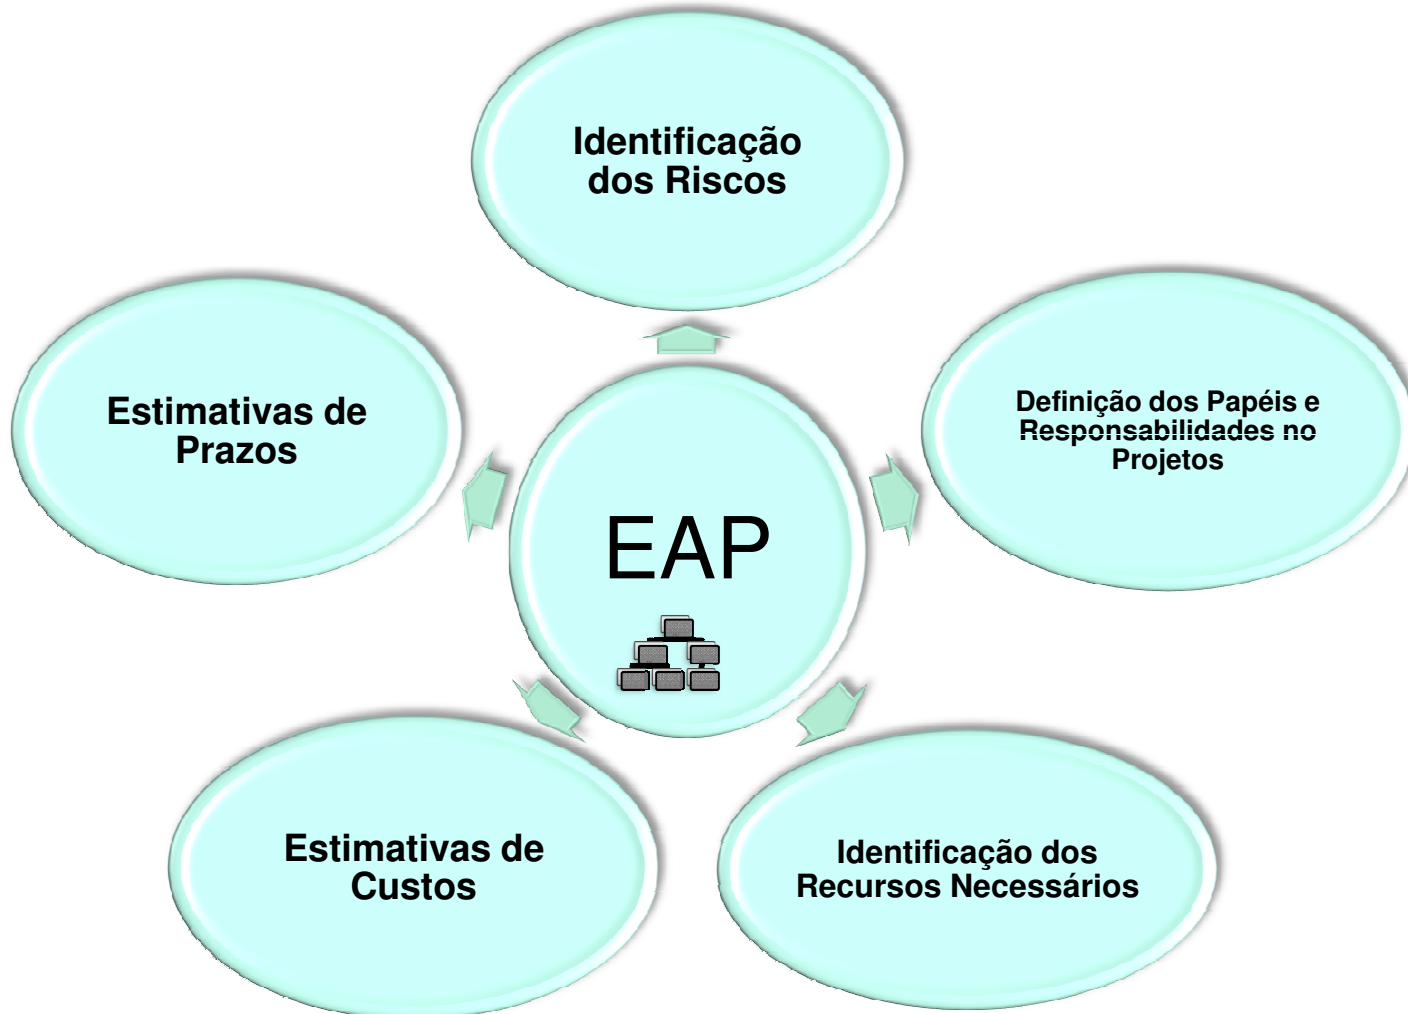 Identificação
dos Riscos
Estimativas de
Prazos
Definição dos Papéis e
Responsabilidades no
Projetos
EAP
Estimativas de
Custos
Identificação dos
Recursos Necessários